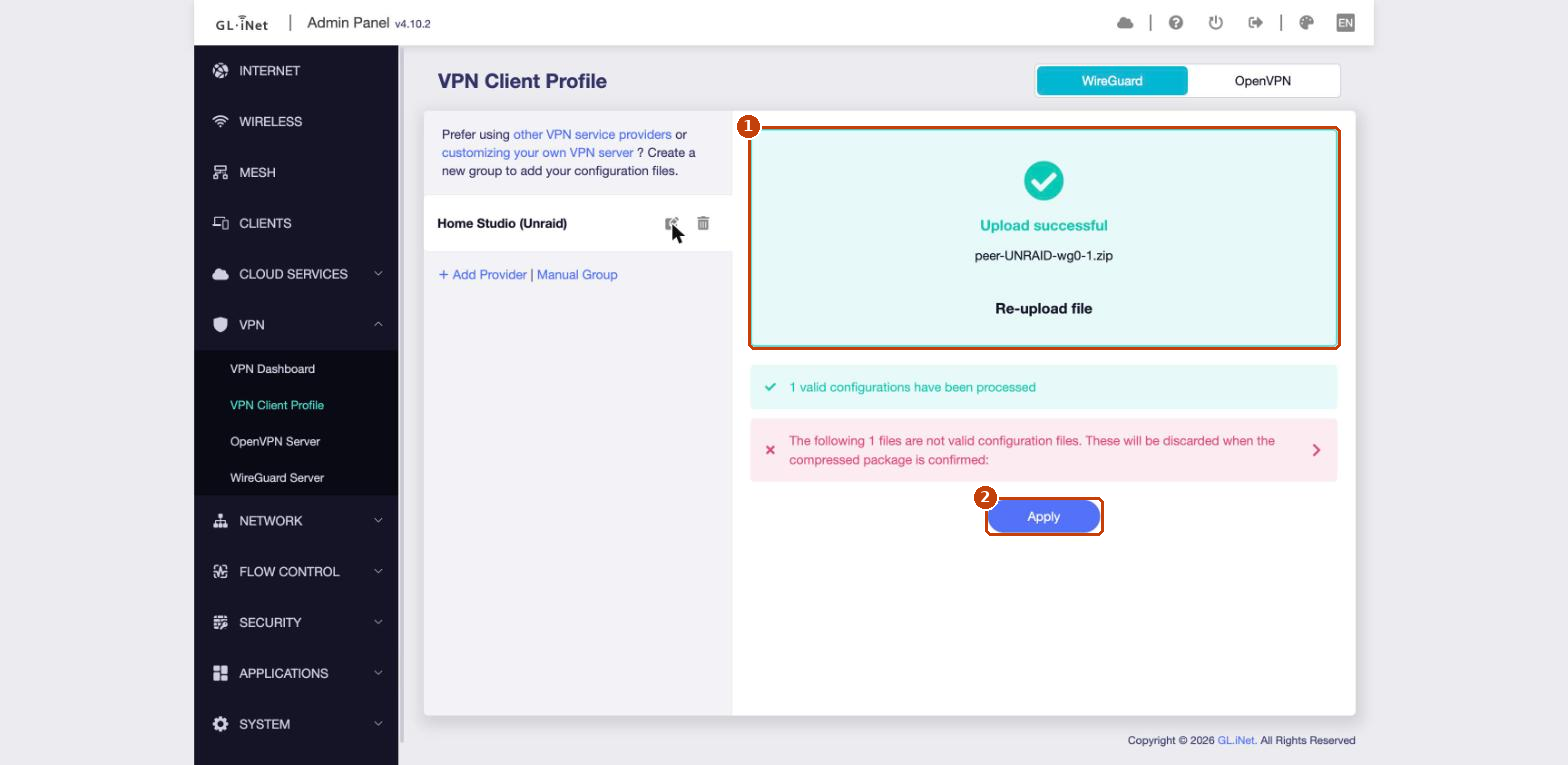 GL·iNet | Admin Panel v4.10.2
EN
INTERNET
WIRELESS
MESH
CLIENTS
CLOUD SERVICES
VPN
VPN Dashboard
VPN Client Profile
OpenVPN Server
WireGuard Server
NETWORK
FLOW CONTROL
SECURITY
APPLICATIONS
SYSTEM
VPN Client Profile
WireGuard
OpenVPN
Prefer using other VPN service providers or
customizing your own VPN server ? Create a
new group to add your configuration files.
Home Studio (Unraid)
+ Add Provider | Manual Group
1
Upload successful
peer-UNRAID-wg0-1.zip
Re-upload file
1 valid configurations have been processed
The following 1 files are not valid configuration files. These will be discarded when the
compressed package is confirmed:
2
Apply
Copyright © 2026 GL.iNet. All Rights Reserved